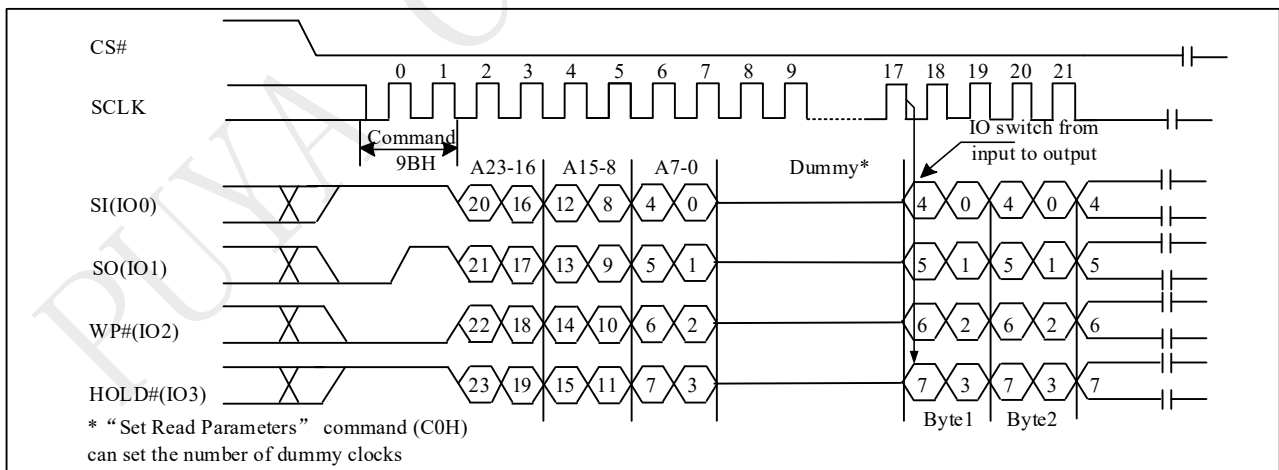 PUYA
CS#
0 1 2 3 4 5 6 7 8 9 17 18 19 20 21
SCLK
Command
9BH
IO switch from
input to output
A23-16 A15-8 A7-0 Dummy*
SI(IO0) 20 16 12 8 4 0 4 0 4 0 4
SO(IO1) 21 17 13 9 5 1 5 1 5 1 5
WP#(IO2) 22 18 14 10 6 2 6 2 6 2 6
HOLD#(IO3) 23 19 15 11 7 3 7 3 7 3 7
Byte1 Byte2
* “Set Read Parameters” command (C0H)
can set the number of dummy clocks